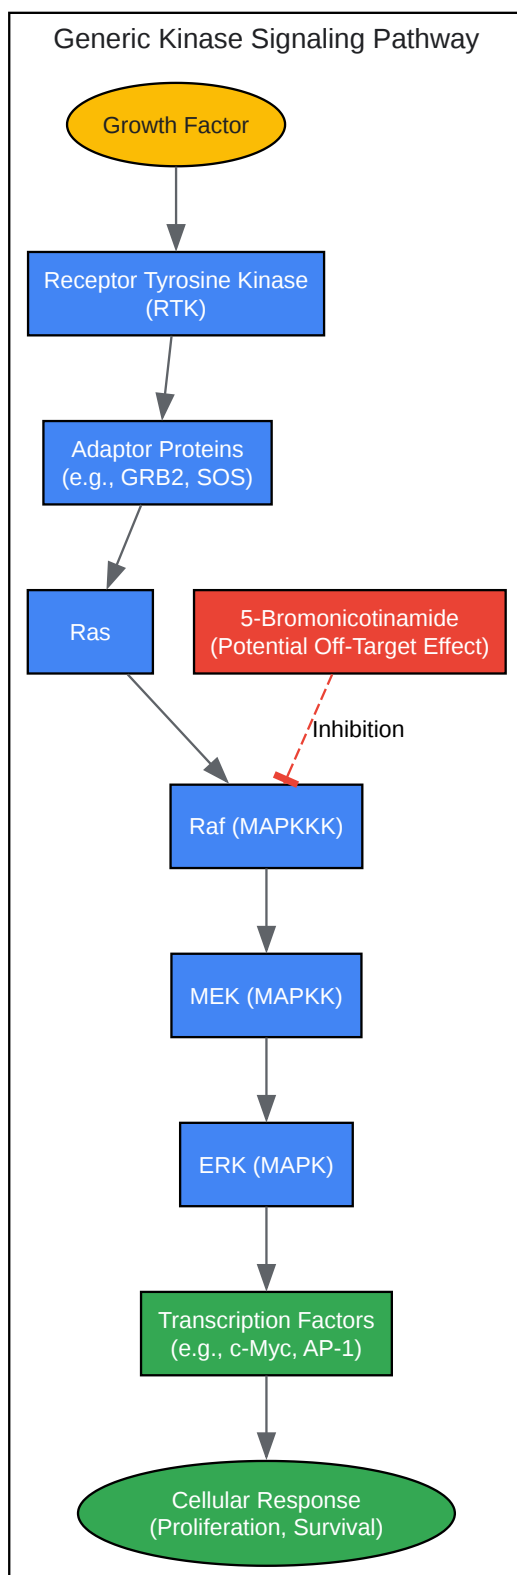 Generic Kinase Signaling Pathway
Growth Factor
Receptor Tyrosine Kinase
(RTK)
Adaptor Proteins
(e.g., GRB2, SOS)
Ras
5-Bromonicotinamide
(Potential Off-Target Effect)
Inhibition
Raf (MAPKKK)
MEK (MAPKK)
ERK (MAPK)
Transcription Factors
(e.g., c-Myc, AP-1)
Cellular Response
(Proliferation, Survival)